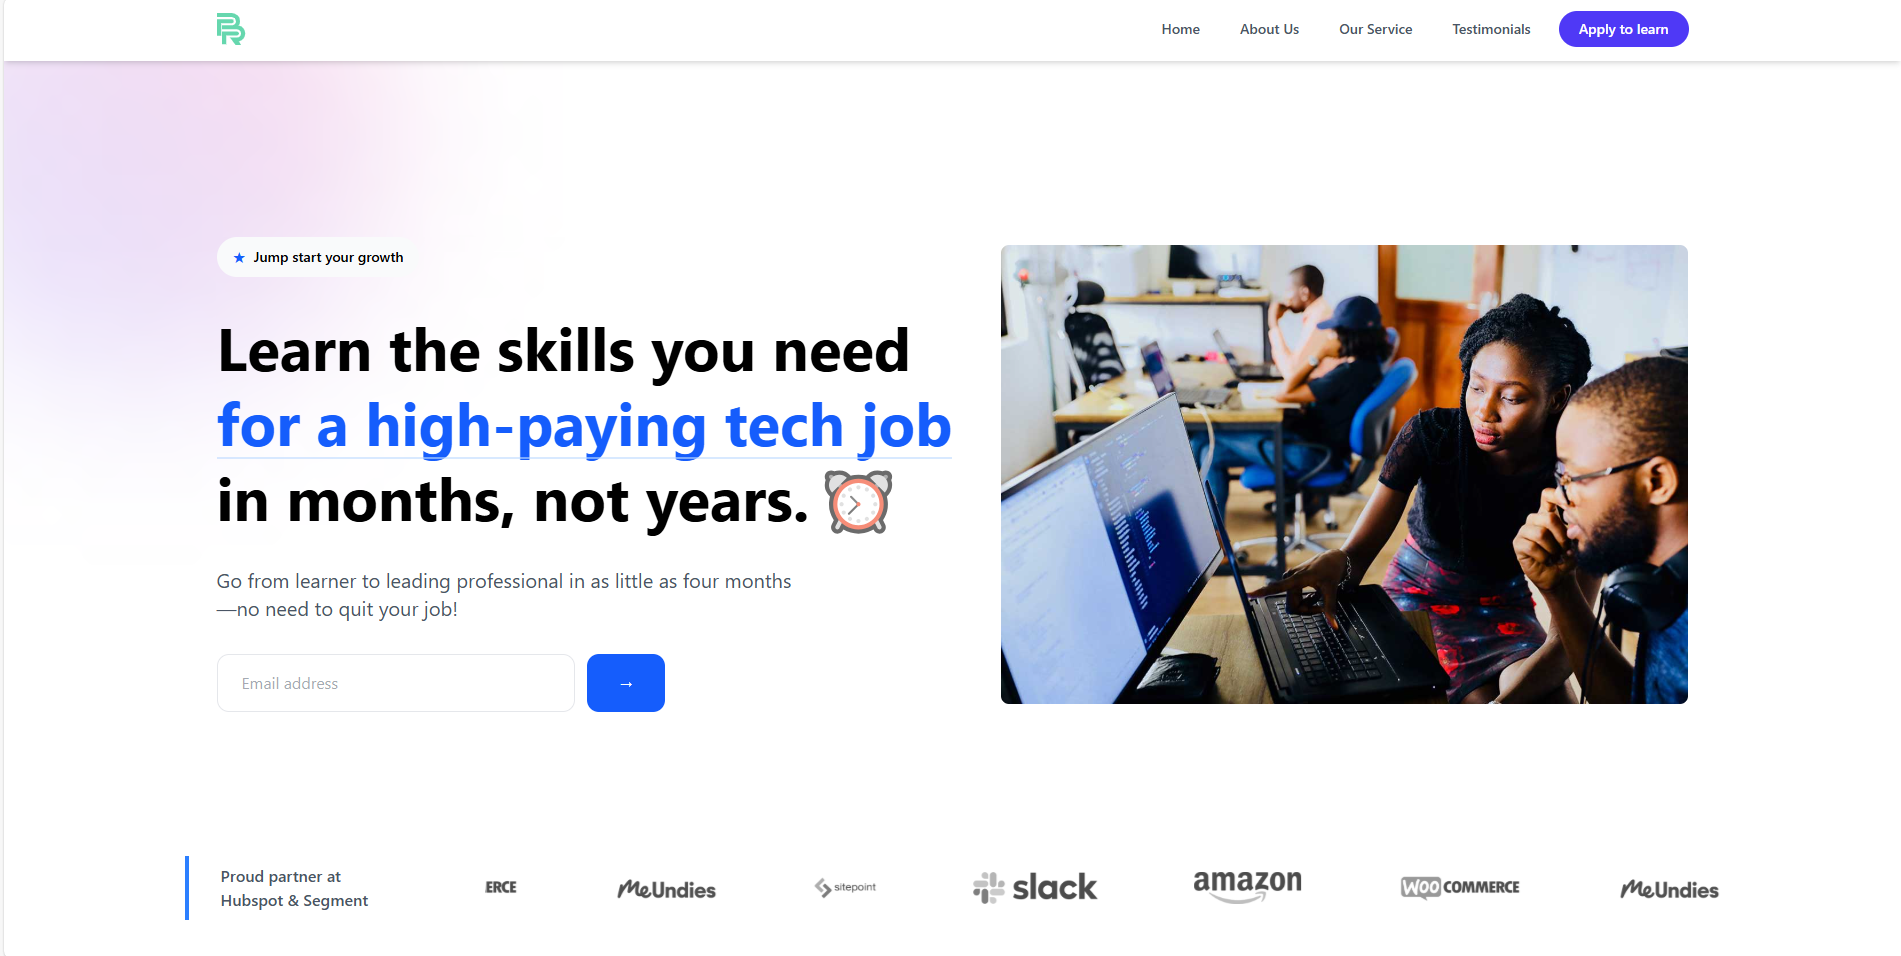 Home About Us Our Service Testimonials Apply to learn
★ Jump start your growth
Learn the skills you need
for a high-paying tech job
in months, not years. ⏰
Go from learner to leading professional in as little as four months
—no need to quit your job!
Email address →
Proud partner at
Hubspot & Segment
ERCE MeUndies sitepoint slack amazon WOO COMMERCE MeUndies